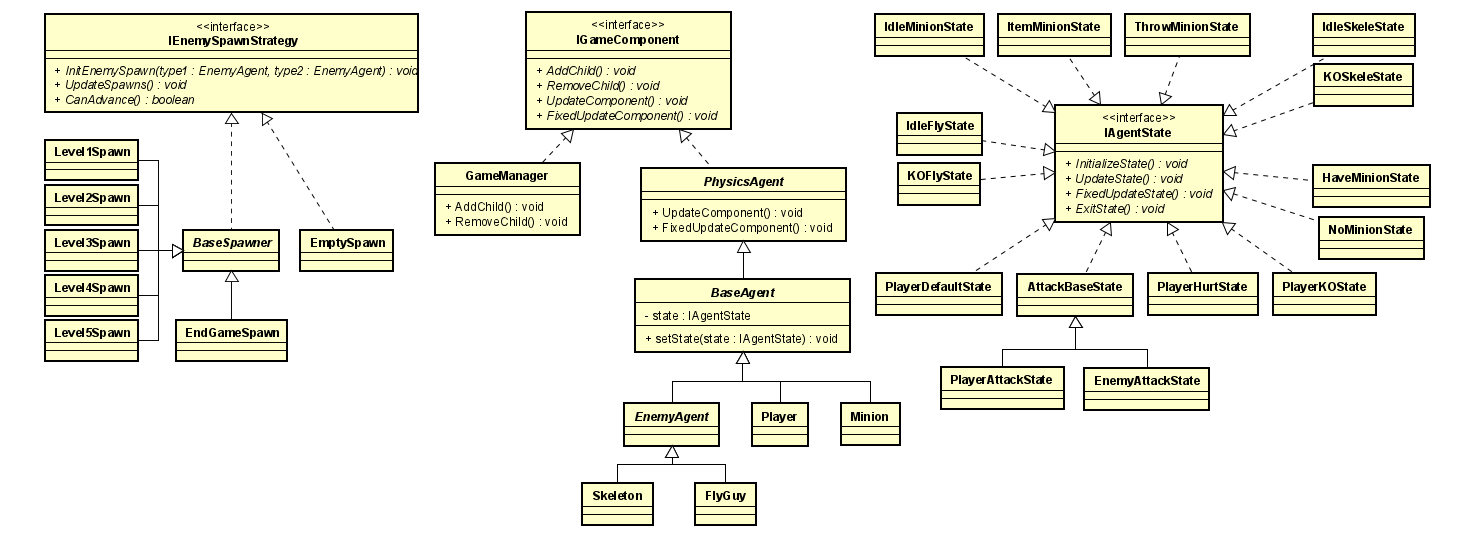 <<interface>>
IEnemySpawnStrategy
+ InitEnemySpawn(type1 : EnemyAgent, type2 : EnemyAgent) : void
+ UpdateSpawns() : void
+ CanAdvance() : boolean
Level1Spawn
Level2Spawn
Level3Spawn
Level4Spawn
Level5Spawn
BaseSpawner
EmptySpawn
EndGameSpawn
<<interface>>
IGameComponent
+ AddChild() : void
+ RemoveChild() : void
+ UpdateComponent() : void
+ FixedUpdateComponent() : void
GameManager
+ AddChild() : void
+ RemoveChild() : void
PhysicsAgent
+ UpdateComponent() : void
+ FixedUpdateComponent() : void
BaseAgent
- state : IAgentState
+ setState(state : IAgentState) : void
EnemyAgent
Player
Minion
Skeleton
FlyGuy
IdleMinionState
ItemMinionState
ThrowMinionState
IdleSkeleState
KOSkeleState
IdleFlyState
KOFlyState
<<interface>>
IAgentState
+ InitializeState() : void
+ UpdateState() : void
+ FixedUpdateState() : void
+ ExitState() : void
HaveMinionState
NoMinionState
PlayerDefaultState
AttackBaseState
PlayerHurtState
PlayerKOState
PlayerAttackState
EnemyAttackState